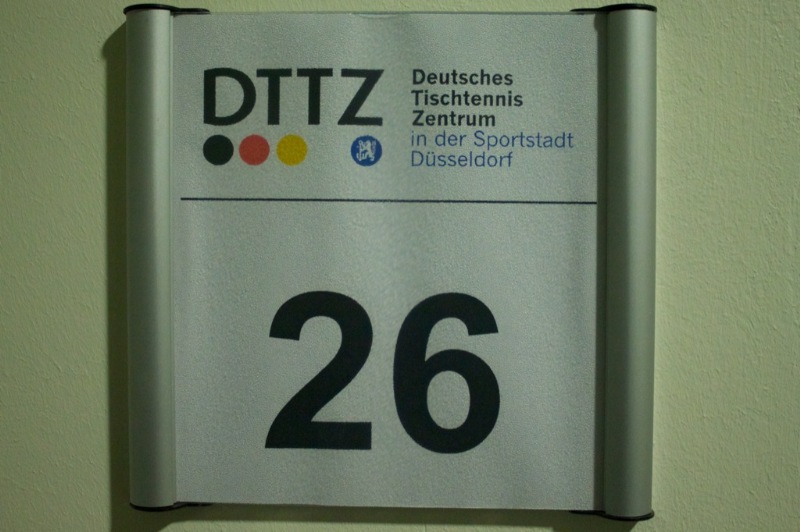 DTTZ
Deutsches
Tischtennis
Zentrum
in der Sportstadt
Düsseldorf
26